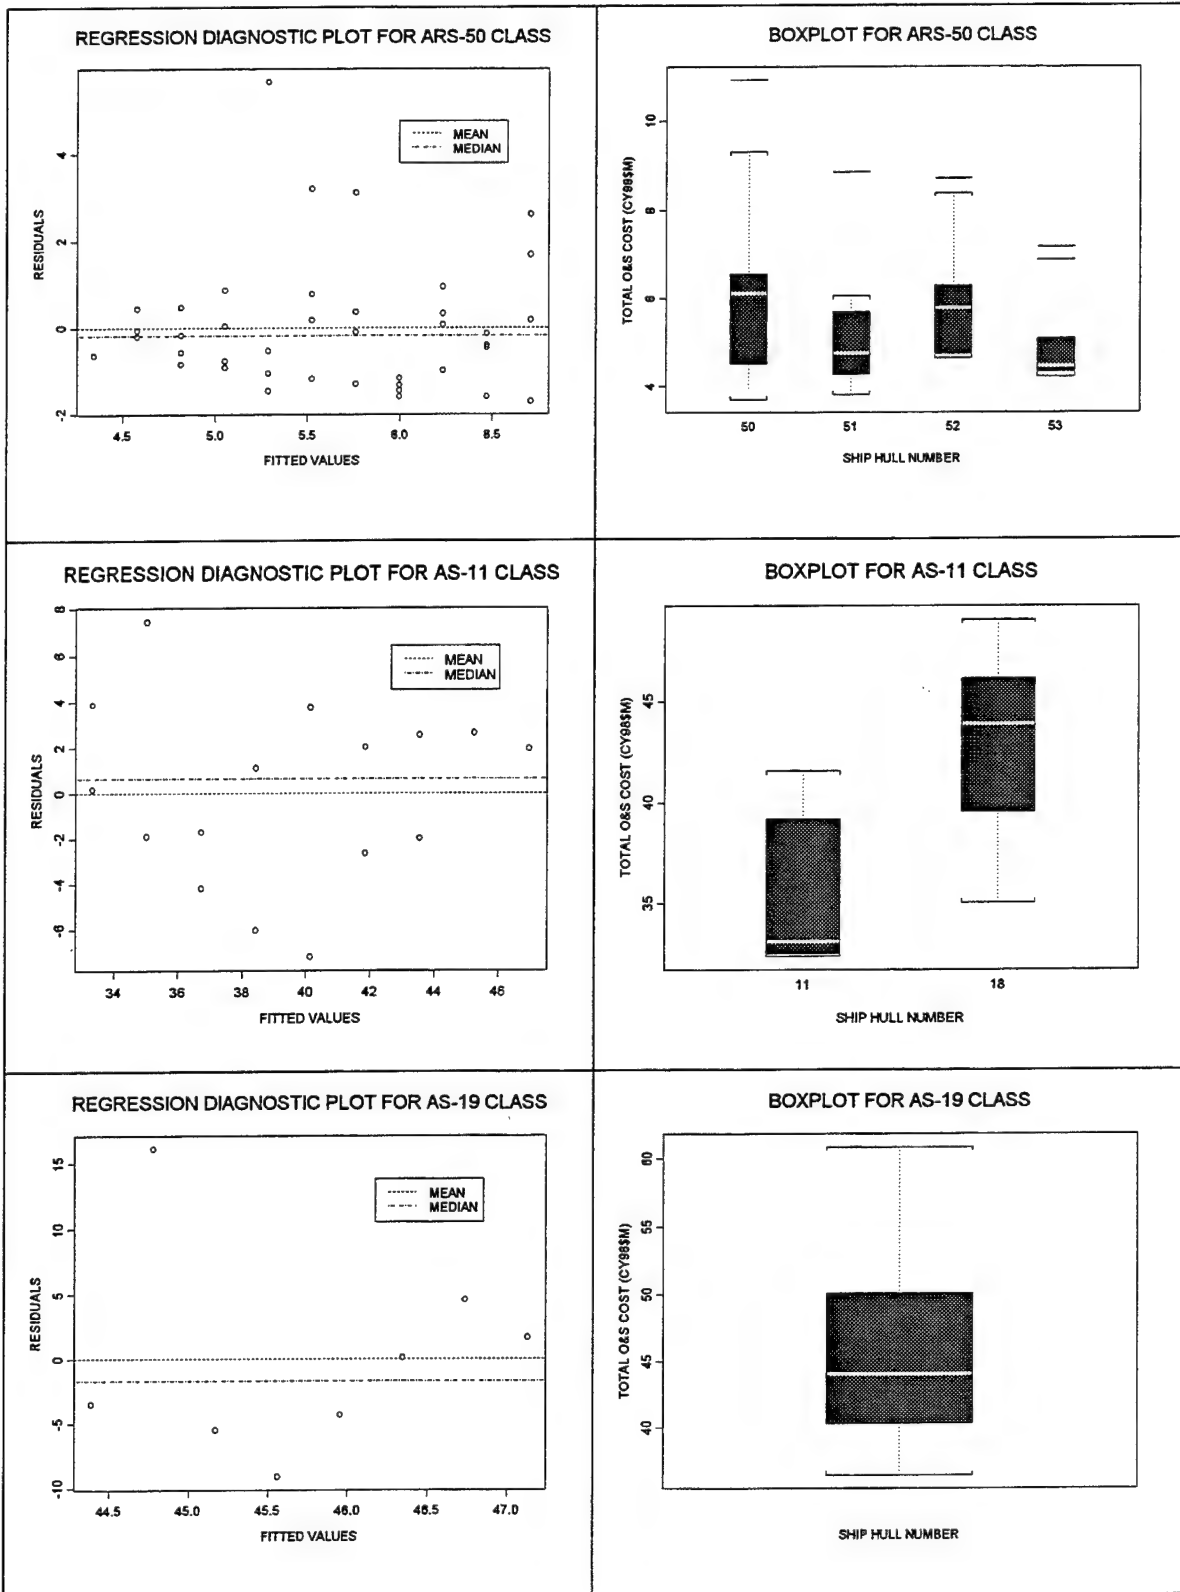 REGRESSION DIAGNOSTIC PLOT FOR ARS-50 CLASS
RESIDUALS
4
2
0
-2
MEAN
MEDIAN
4.5 5.0 5.5 6.0 6.5
FITTED VALUES
BOXPLOT FOR ARS-50 CLASS
TOTAL O&S COST (CY98$M)
10
8
6
4
50 51 52 53
SHIP HULL NUMBER
REGRESSION DIAGNOSTIC PLOT FOR AS-11 CLASS
RESIDUALS
8
6
4
2
0
-2
-4
-6
MEAN
MEDIAN
34 36 38 40 42 44 46
FITTED VALUES
BOXPLOT FOR AS-11 CLASS
TOTAL O&S COST (CY98$M)
45
40
35
11 18
SHIP HULL NUMBER
REGRESSION DIAGNOSTIC PLOT FOR AS-19 CLASS
RESIDUALS
15
10
5
0
-5
-10
MEAN
MEDIAN
44.5 45.0 45.5 46.0 46.5 47.0
FITTED VALUES
BOXPLOT FOR AS-19 CLASS
TOTAL O&S COST (CY98$M)
60
55
50
45
40
SHIP HULL NUMBER